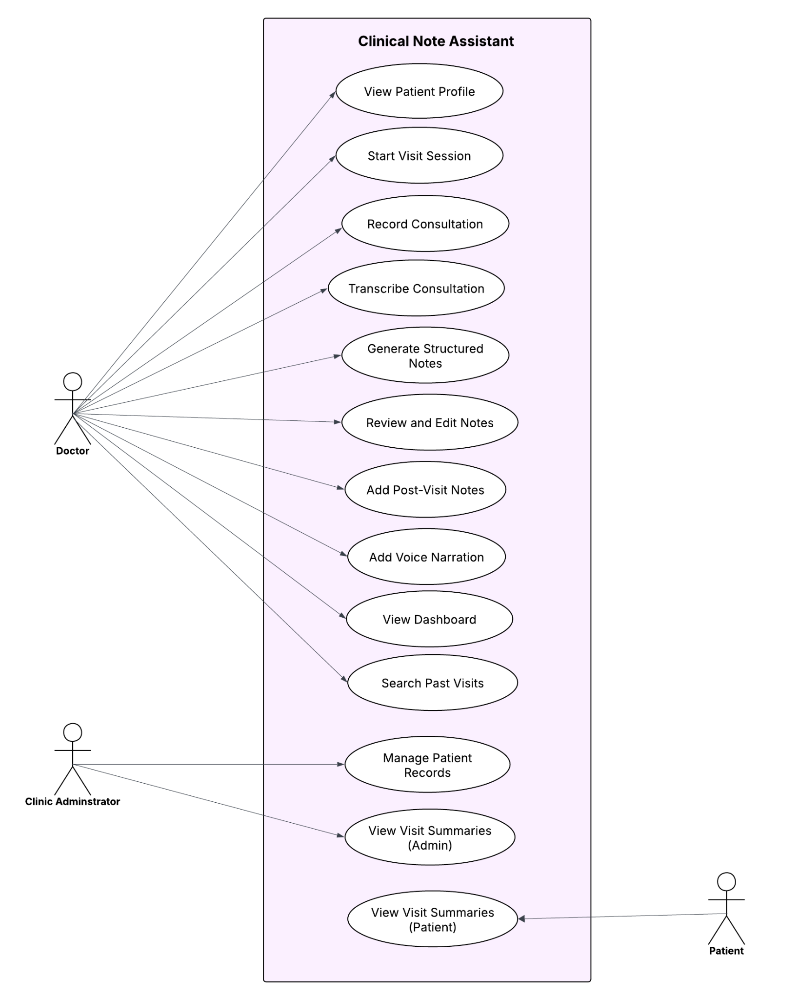 Clinical Note Assistant
View Patient Profile
Start Visit Session
Record Consultation
Transcribe Consultation
Generate Structured
Notes
Review and Edit Notes
Doctor
Add Post-Visit Notes
Add Voice Narration
View Dashboard
Search Past Visits
Manage Patient
Records
Clinic Adminstrator
View Visit Summaries
(Admin)
View Visit Summaries
(Patient)
Patient